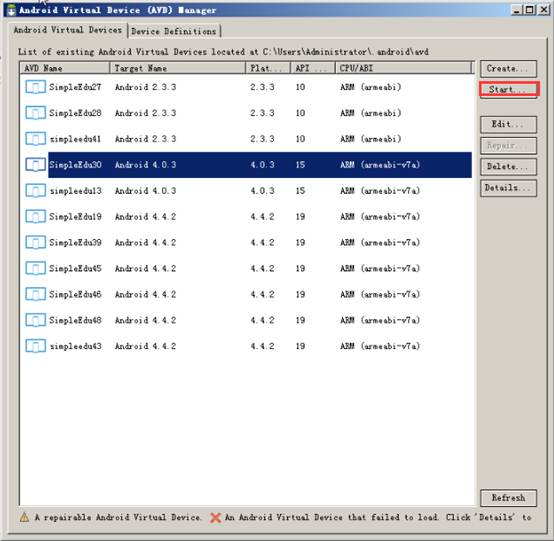 Android Virtual Device (AVD) Manager
Android Virtual Devices Device Definitions
List of existing Android Virtual Devices located at C:\Users\Administrator\.android\avd
AVD Name Target Name Plat... API ... CPU/ABI
Create...
SimpleEdu27 Android 2.3.3 2.3.3 10 ARM (armeabi)
Start...
SimpleEdu28 Android 2.3.3 2.3.3 10 ARM (armeabi)
Edit...
simpleedu41 Android 2.3.3 2.3.3 10 ARM (armeabi)
Repair...
SimpleEdu30 Android 4.0.3 4.0.3 15 ARM (armeabi-v7a)
Delete...
simpleedu13 Android 4.0.3 4.0.3 15 ARM (armeabi-v7a)
Details...
SimpleEdu19 Android 4.4.2 4.4.2 19 ARM (armeabi-v7a)
SimpleEdu39 Android 4.4.2 4.4.2 19 ARM (armeabi-v7a)
SimpleEdu45 Android 4.4.2 4.4.2 19 ARM (armeabi-v7a)
SimpleEdu46 Android 4.4.2 4.4.2 19 ARM (armeabi-v7a)
SimpleEdu48 Android 4.4.2 4.4.2 19 ARM (armeabi-v7a)
simpleedu43 Android 4.4.2 4.4.2 19 ARM (armeabi-v7a)
Refresh
A repairable Android Virtual Device. An Android Virtual Device that failed to load. Click 'Details' to